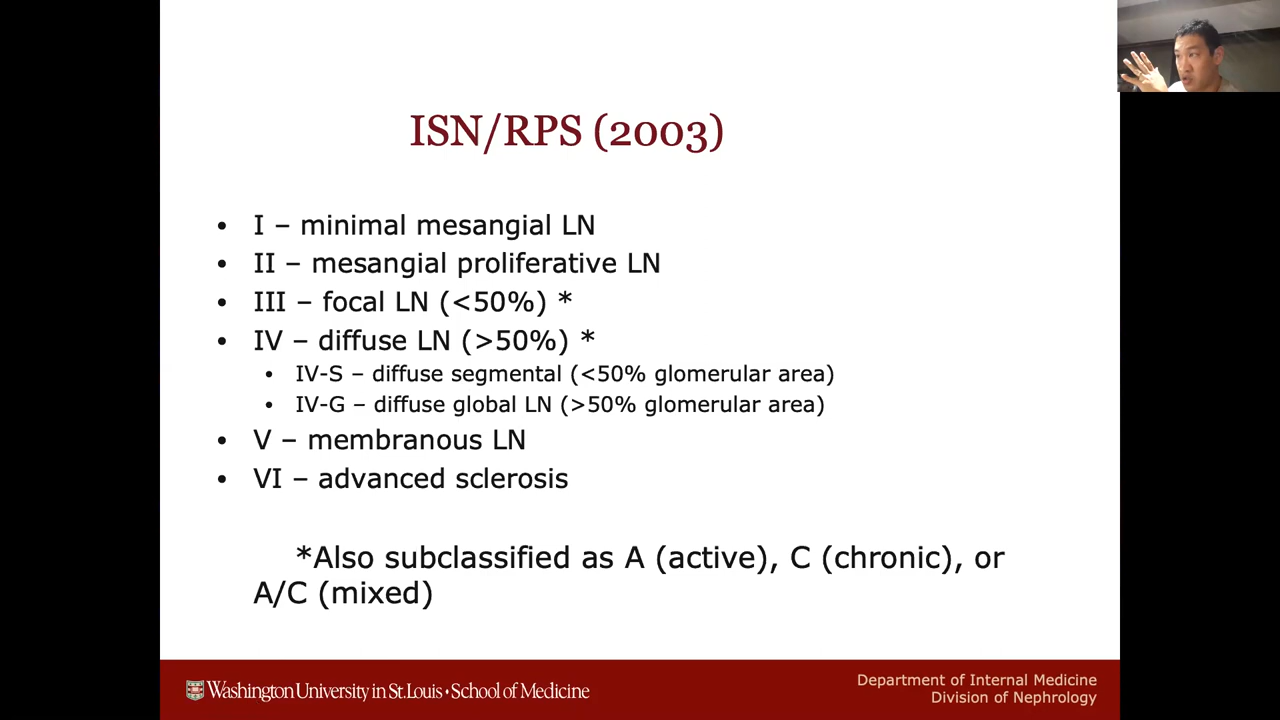 ISN/RPS (2003)
• I – minimal mesangial LN
• II – mesangial proliferative LN
• III – focal LN (<50%) *
• IV – diffuse LN (>50%) *
• IV-S – diffuse segmental (<50% glomerular area)
• IV-G – diffuse global LN (>50% glomerular area)
• V – membranous LN
• VI – advanced sclerosis
*Also subclassified as A (active), C (chronic), or
A/C (mixed)
Washington University in St. Louis • School of Medicine
Department of Internal Medicine
Division of Nephrology